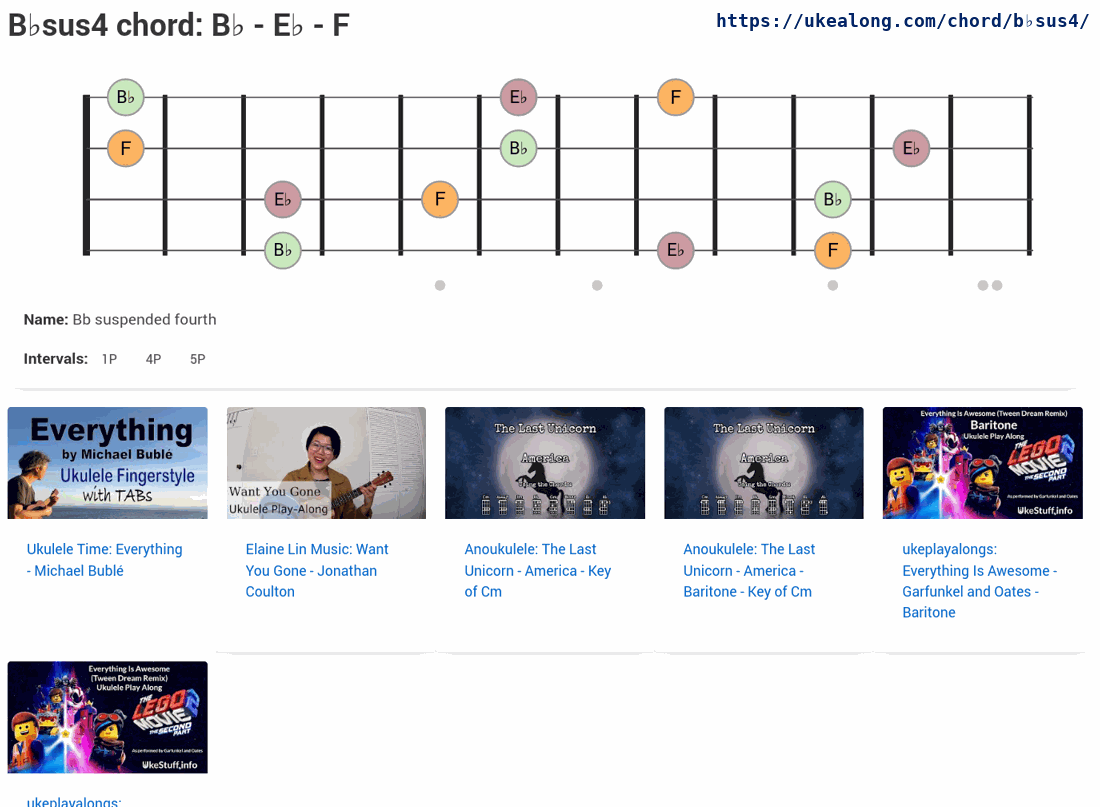 B♭sus4 chord: B♭ - E♭ - F
https://ukealong.com/chord/b♭sus4/
B♭ E♭ F
F B♭ E♭
E♭ F B♭
B♭ E♭ F
Name: Bb suspended fourth
Intervals: 1P 4P 5P
Everything
by Michael Bublé
Ukulele Fingerstyle
with TABs
Want You Gone
Ukulele Play-Along
The Last Unicorn
America
The Last Unicorn
America
Everything Is Awesome (Tween Dream Remix)
Baritone
Ukulele Play Along
THE LEGO MOVIE 2
THE SECOND PART
As performed by Garfunkel and Oates
UkeStuff.info
Ukulele Time: Everything
- Michael Bublé
Elaine Lin Music: Want
You Gone - Jonathan
Coulton
Anoukulele: The Last
Unicorn - America - Key
of Cm
Anoukulele: The Last
Unicorn - America -
Baritone - Key of Cm
ukeplayalongs:
Everything Is Awesome -
Garfunkel and Oates -
Baritone
Everything Is Awesome
(Tween Dream Remix)
Ukulele Play Along
THE LEGO MOVIE 2
THE SECOND PART
As performed by Garfunkel and Oates
UkeStuff.info
ukeplayalongs: